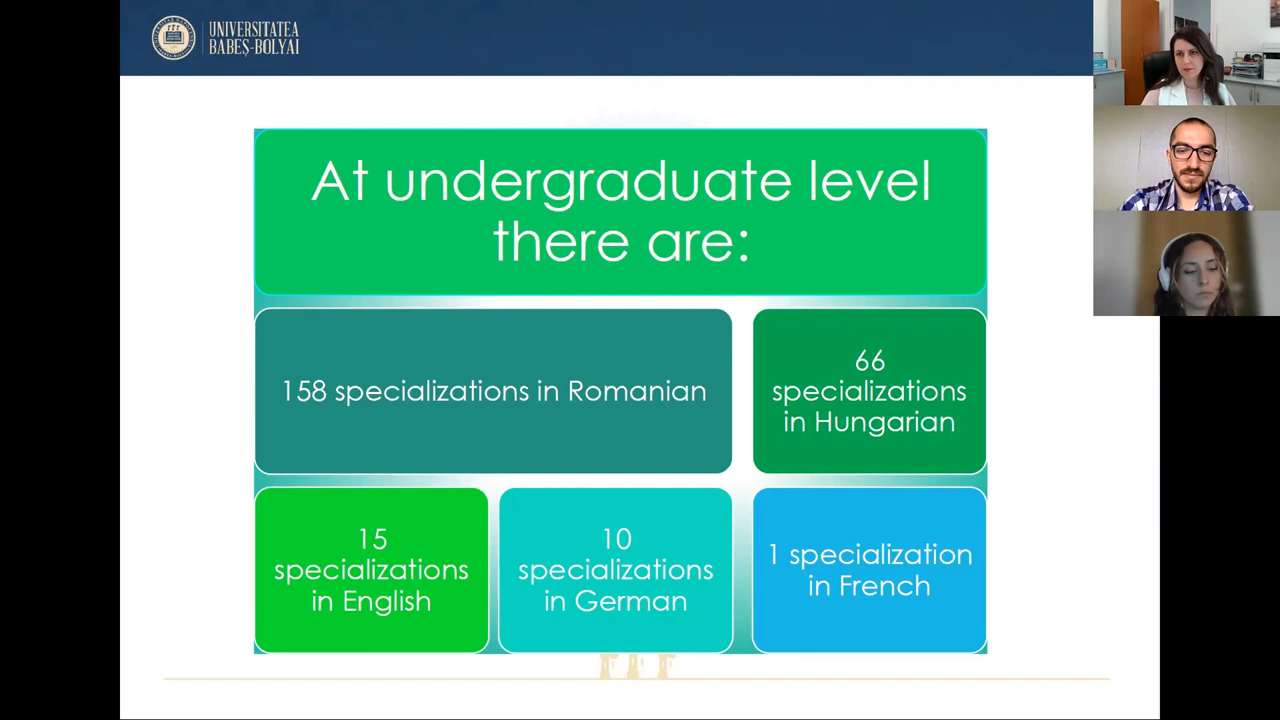 UNIVERSITATEA
BABEȘ-BOLYAI
At undergraduate level
there are:
158 specializations in Romanian
66
specializations
in Hungarian
15
specializations
in English
10
specializations
in German
1 specialization
in French